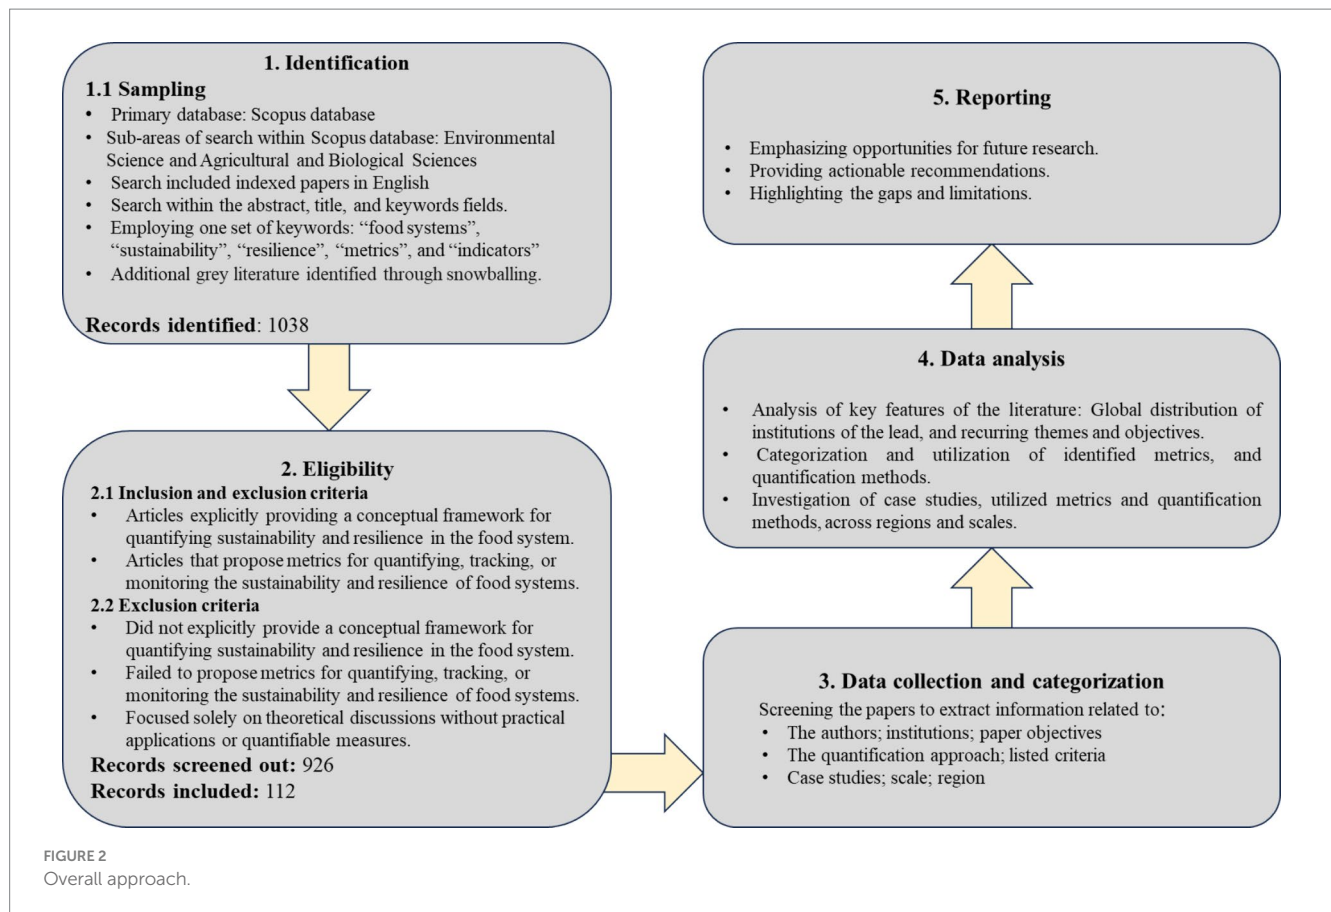 1. Identification
1.1 Sampling
• Primary database: Scopus database
• Sub-areas of search within Scopus database: Environmental
Science and Agricultural and Biological Sciences
• Search included indexed papers in English
• Search within the abstract, title, and keywords fields.
• Employing one set of keywords: “food systems”,
“sustainability”, “resilience”, “metrics”, and “indicators”
• Additional grey literature identified through snowballing.
Records identified: 1038
2. Eligibility
2.1 Inclusion and exclusion criteria
• Articles explicitly providing a conceptual framework for
quantifying sustainability and resilience in the food system.
• Articles that propose metrics for quantifying, tracking, or
monitoring the sustainability and resilience of food systems.
2.2 Exclusion criteria
• Did not explicitly provide a conceptual framework for
quantifying sustainability and resilience in the food system.
• Failed to propose metrics for quantifying, tracking, or
monitoring the sustainability and resilience of food systems.
• Focused solely on theoretical discussions without practical
applications or quantifiable measures.
Records screened out: 926
Records included: 112
3. Data collection and categorization
Screening the papers to extract information related to:
• The authors; institutions; paper objectives
• The quantification approach; listed criteria
• Case studies; scale; region
4. Data analysis
• Analysis of key features of the literature: Global distribution of
institutions of the lead, and recurring themes and objectives.
• Categorization and utilization of identified metrics, and
quantification methods.
• Investigation of case studies, utilized metrics and quantification
methods, across regions and scales.
5. Reporting
• Emphasizing opportunities for future research.
• Providing actionable recommendations.
• Highlighting the gaps and limitations.
FIGURE 2
Overall approach.